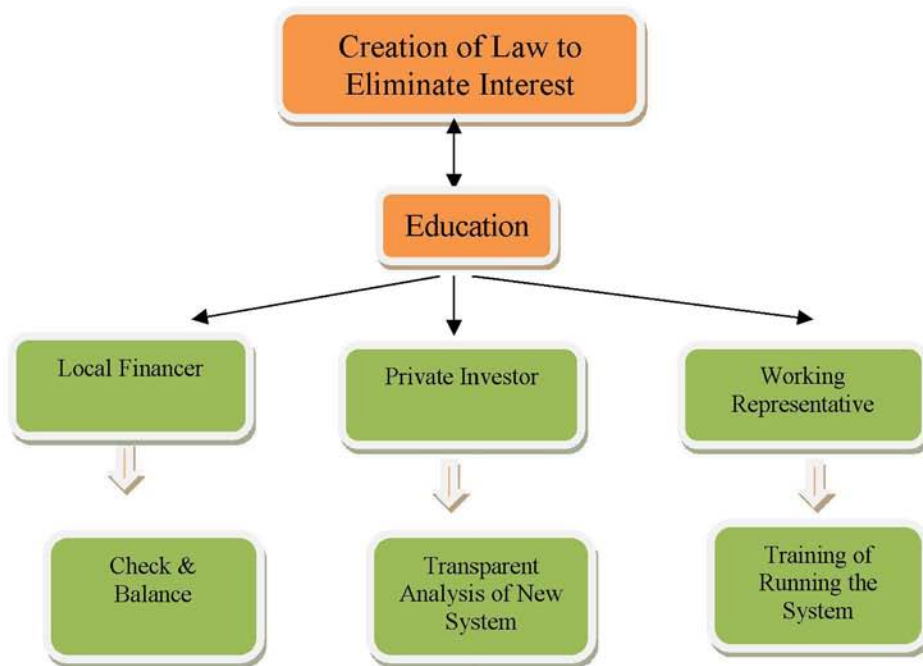 Creation of Law to
Eliminate Interest
Education
Local Financer
Private Investor
Working
Representative
Check &
Balance
Transparent
Analysis of New
System
Training of
Running the
System